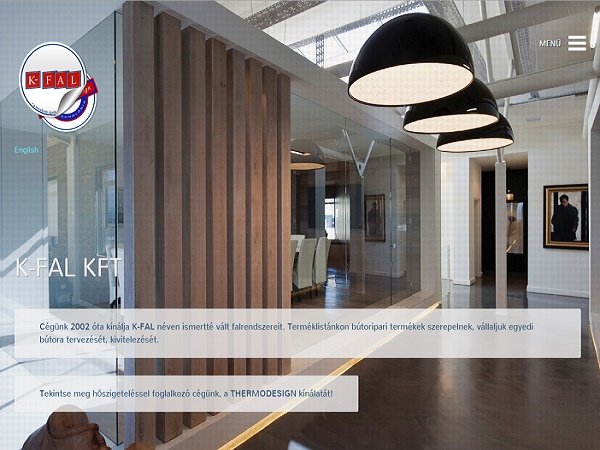 MENÜ
K-FAL
English
K-FAL KFT
Cégünk 2002 óta kínálja K-FAL néven ismertté vált falrendszereit. Terméklistánkon bútoripari termékek szerepelnek, vállaljuk egyedi
bútora tervezését, kivitelezését.
Tekintse meg hőszigeteléssel foglalkozó cégünk, a THERMODESIGN kínálatát!